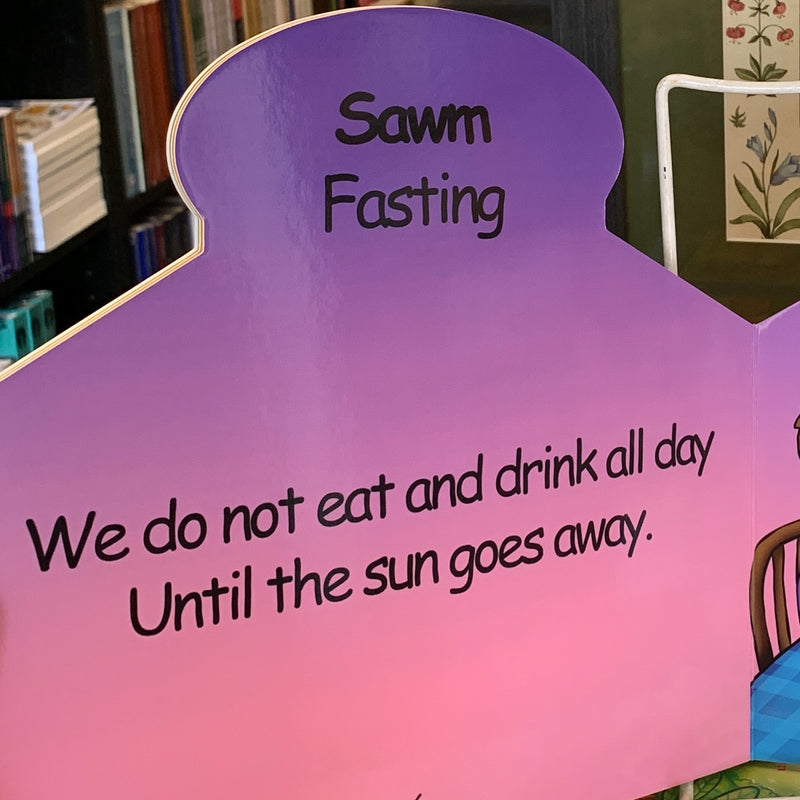 Sawm
Fasting
We do not eat and drink all day
Until the sun goes away.